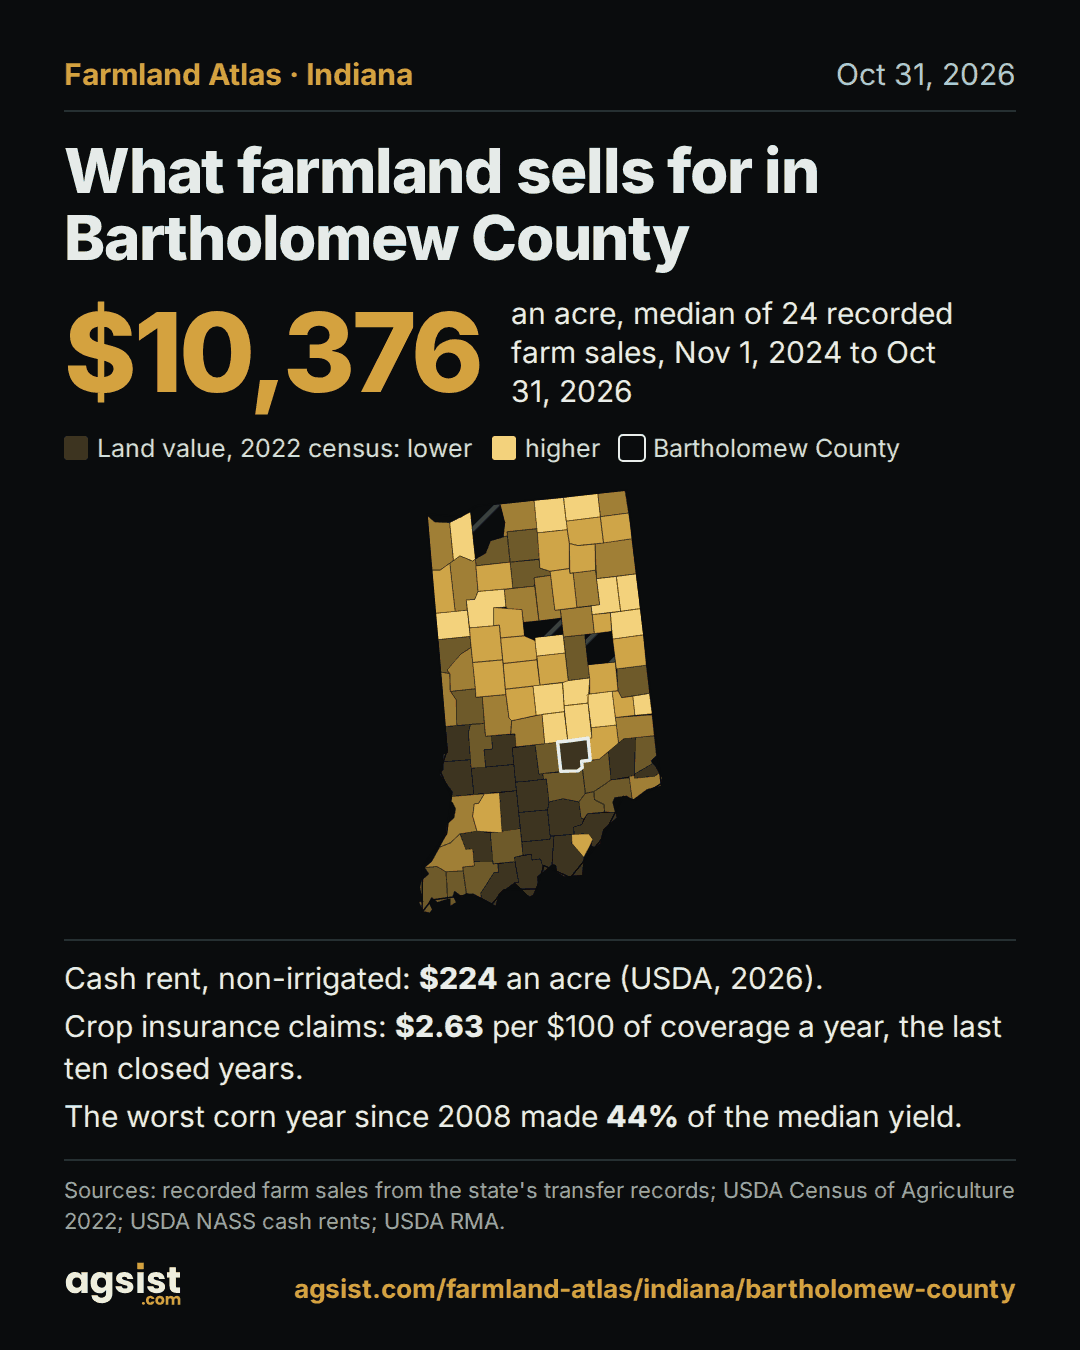 Farmland Atlas · Indiana
Oct 31, 2026
What farmland sells for in
Bartholomew County
$10,376
an acre, median of 24 recorded
farm sales, Nov 1, 2024 to Oct
31, 2026
Land value, 2022 census: lower
higher
Bartholomew County
Cash rent, non-irrigated: $224 an acre (USDA, 2026).
Crop insurance claims: $2.63 per $100 of coverage a year, the last
ten closed years.
The worst corn year since 2008 made 44% of the median yield.
Sources: recorded farm sales from the state's transfer records; USDA Census of Agriculture
2022; USDA NASS cash rents; USDA RMA.
agsist
.com
agsist.com/farmland-atlas/indiana/bartholomew-county